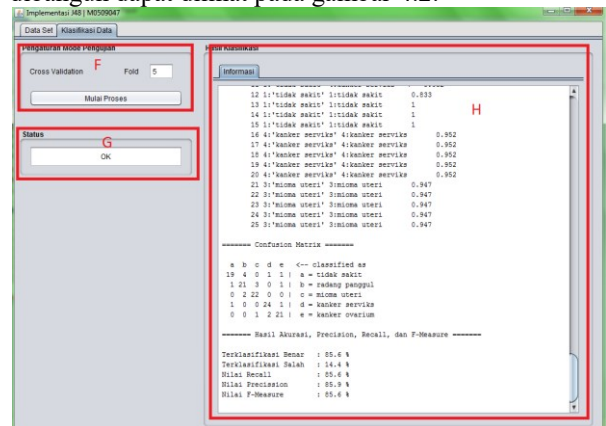 Implementasi J48 | M0509047
Data Set Klasifikasi Data
Pengaturan Mode Pengujian
Cross Validation F Fold 5
Mulai Proses
Status
G
OK
Hasil Klasifikasi
Informasi
H
12 1:'tidak sakit' 1:tidak sakit 0.833
13 1:'tidak sakit' 1:tidak sakit 1
14 1:'tidak sakit' 1:tidak sakit 1
15 1:'tidak sakit' 1:tidak sakit 1
16 4:'kanker serviks' 4:kanker serviks 0.952
17 4:'kanker serviks' 4:kanker serviks 0.952
18 4:'kanker serviks' 4:kanker serviks 0.952
19 4:'kanker serviks' 4:kanker serviks 0.952
20 4:'kanker serviks' 4:kanker serviks 0.952
21 3:'mioma uteri' 3:mioma uteri 0.947
22 3:'mioma uteri' 3:mioma uteri 0.947
23 3:'mioma uteri' 3:mioma uteri 0.947
24 3:'mioma uteri' 3:mioma uteri 0.947
25 3:'mioma uteri' 3:mioma uteri 0.947
======= Confusion Matrix =======
a b c d e <-- classified as
19 4 0 1 1 | a = tidak sakit
1 21 3 0 1 | b = radang panggul
0 2 22 0 0 | c = mioma uteri
1 0 0 24 1 | d = kanker serviks
0 0 1 2 21 | e = kanker ovarium
======= Hasil Akurasi, Precision, Recall, dan F-Measure =======
Terklasifikasi Benar : 85.6 %
Terklasifikasi Salah : 14.4 %
Nilai Recall : 85.6 %
Nilai Precission : 85.9 %
Nilai F-Measure : 85.6 %